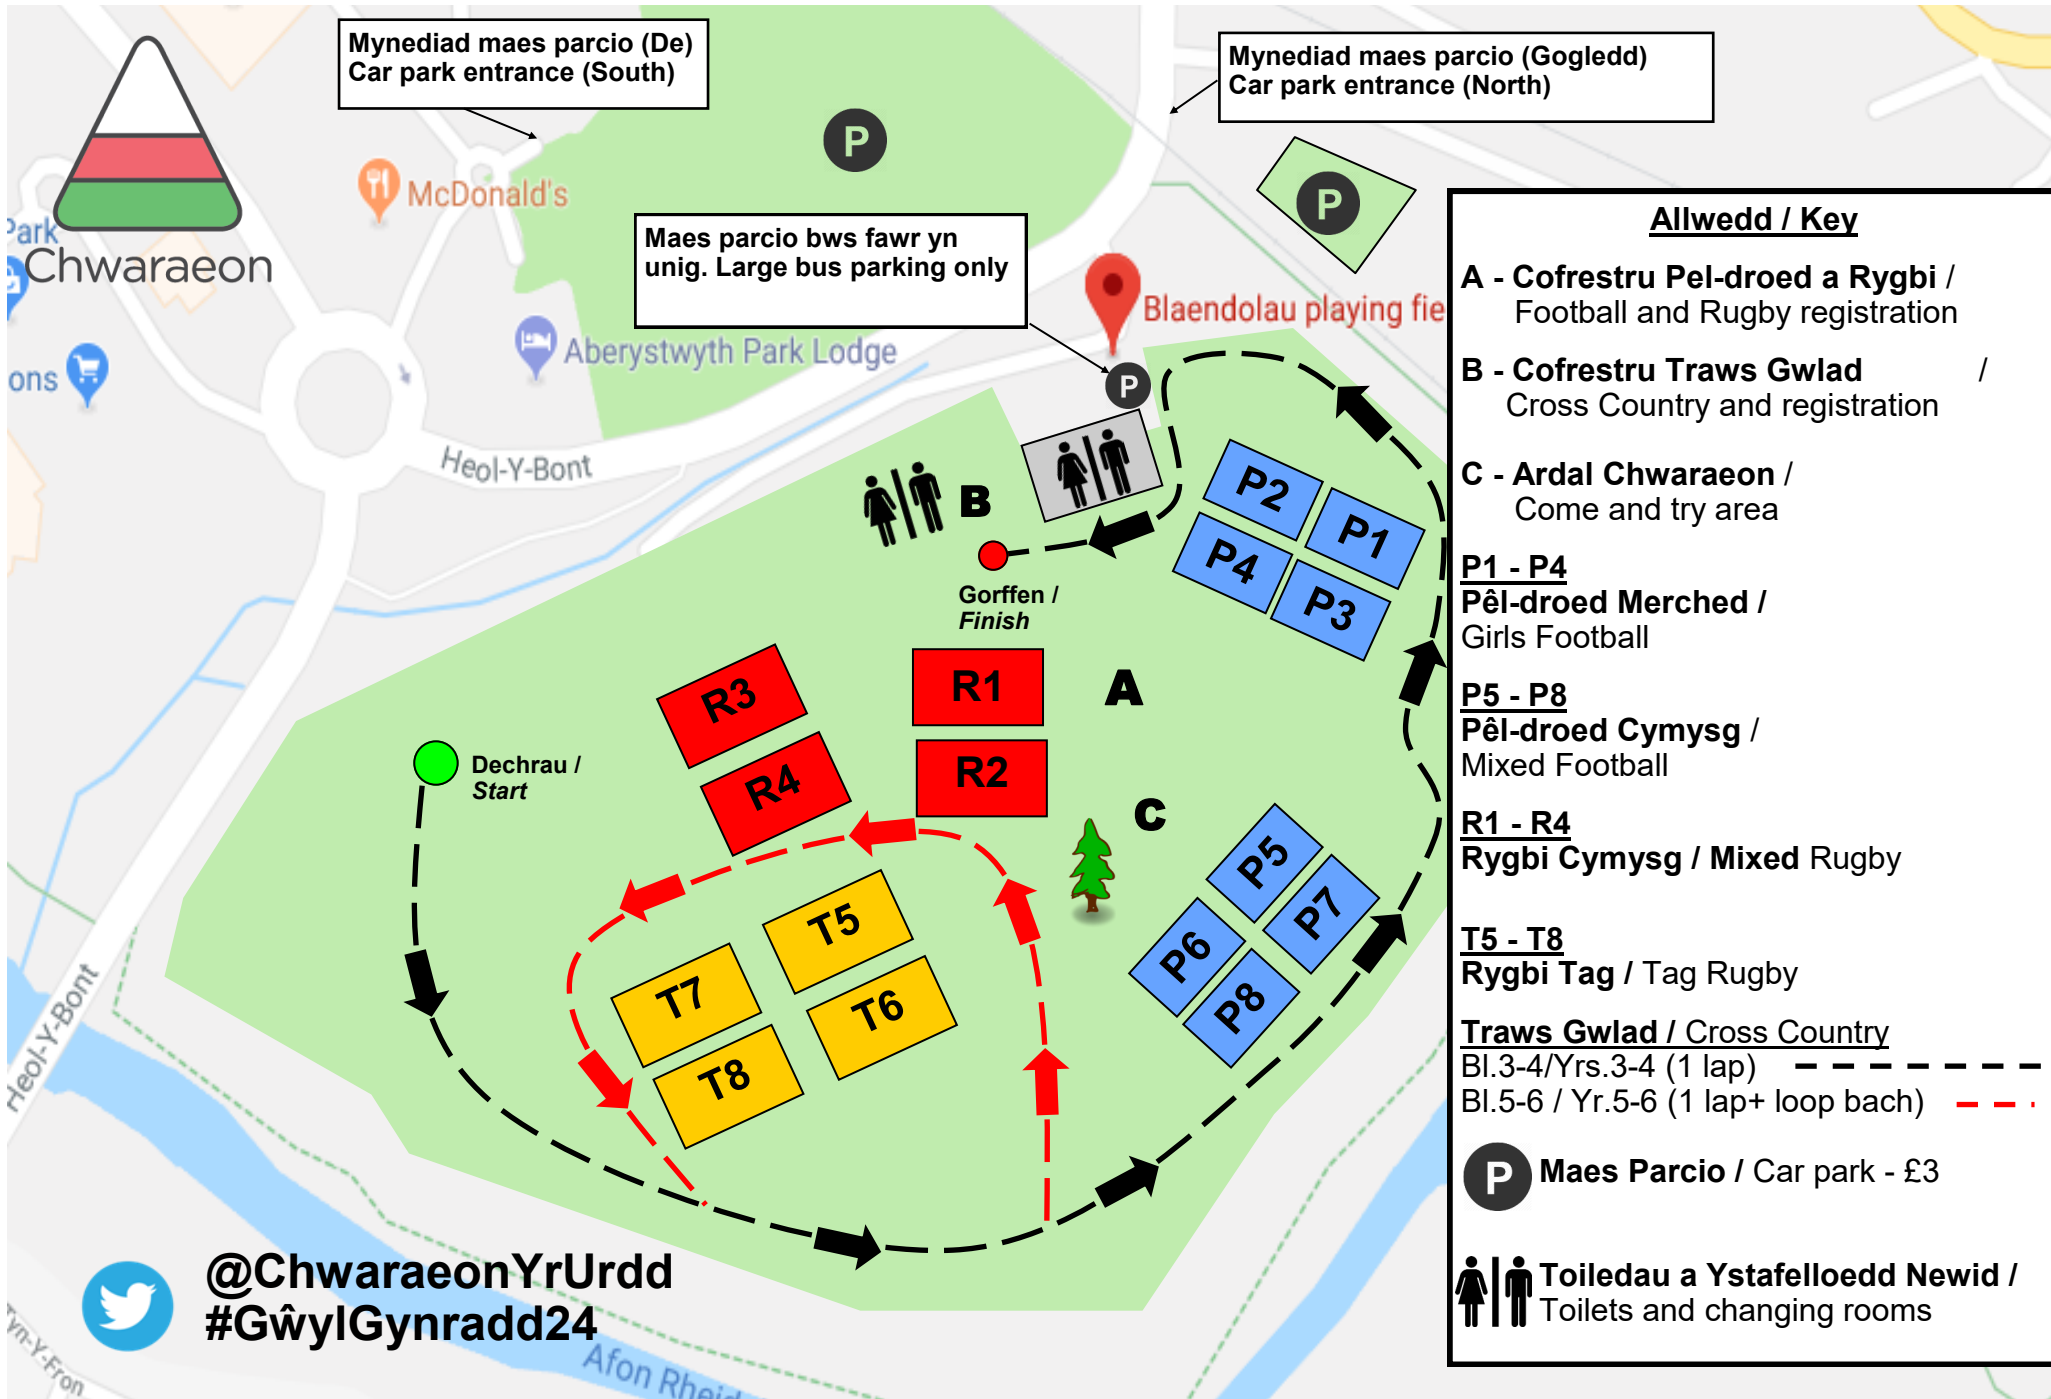 Mynediad maes parcio (De)
Car park entrance (South)
Mynediad maes parcio (Gogledd)
Car park entrance (North)
P
P
McDonald's
Park
Chwaraeon
Maes parcio bws fawr yn
unig. Large bus parking only
Blaendolau playing fie
Aberystwyth Park Lodge
ons
P
Heol-Y-Bont
B
Gorffen /
Finish
P2
P1
P4
P3
R3
R1
A
R4
R2
Dechrau /
Start
C
P5
P7
P6
P8
T5
T7
T6
T8
Heol-Y-Bont
@ChwaraeonYrUrdd
#GŵylGynradd24
Tyn-Y-Fron
Afon Rheid
Allwedd / Key
A - Cofrestru Pel-droed a Rygbi /
Football and Rugby registration
B - Cofrestru Traws Gwlad /
Cross Country and registration
C - Ardal Chwaraeon /
Come and try area
P1 - P4
Pêl-droed Merched /
Girls Football
P5 - P8
Pêl-droed Cymysg /
Mixed Football
R1 - R4
Rygbi Cymysg / Mixed Rugby
T5 - T8
Rygbi Tag / Tag Rugby
Traws Gwlad / Cross Country
Bl.3-4/Yrs.3-4 (1 lap)
Bl.5-6 / Yr.5-6 (1 lap+ loop bach)
P Maes Parcio / Car park - £3
Toiledau a Ystafelloedd Newid /
Toilets and changing rooms